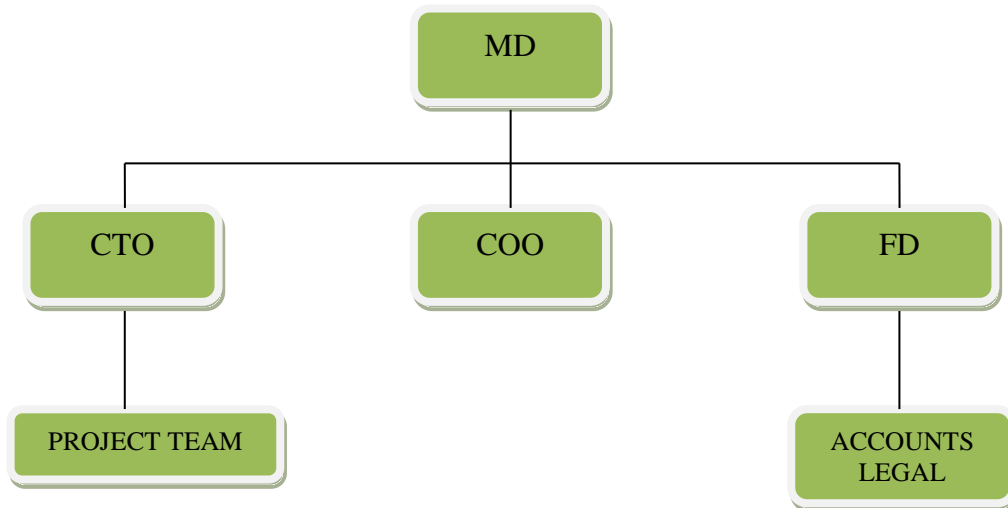 MD
CTO
COO
FD
PROJECT TEAM
ACCOUNTS
LEGAL